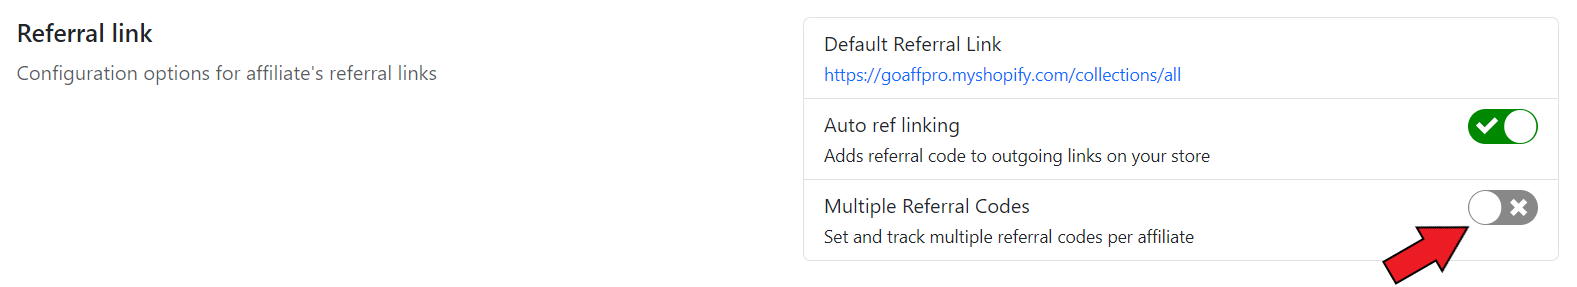 Referral link
Configuration options for affiliate's referral links
Default Referral Link
https://goaffpro.myshopify.com/collections/all
Auto ref linking
Adds referral code to outgoing links on your store
Multiple Referral Codes
Set and track multiple referral codes per affiliate